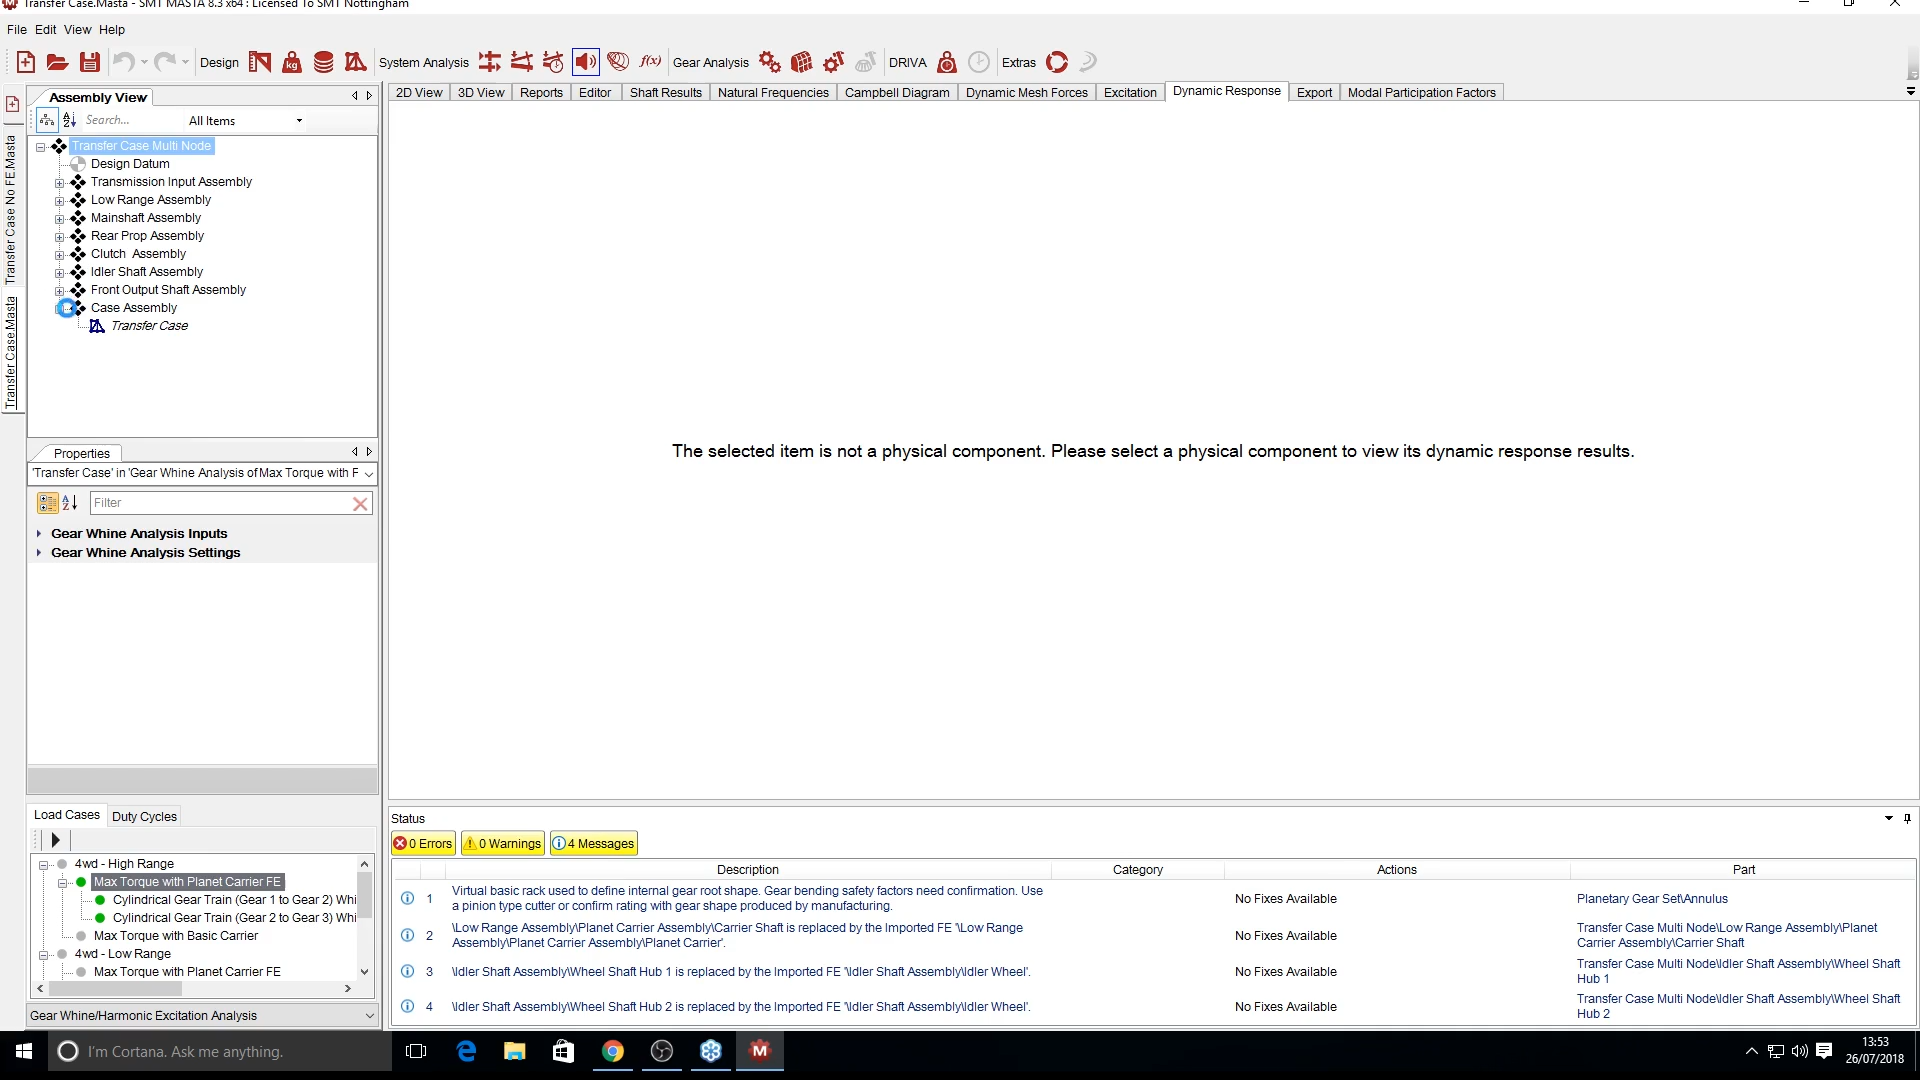 Transfer Case.Masta - SMT MASTA 8.3 x64 : Licensed To SMT Nottingham
File Edit View Help
Design
System Analysis
f(x)
Gear Analysis
DRIVA
Extras
Assembly View
Search...
All Items
Transfer Case No FE.Masta
Transfer Case.Masta
Transfer Case Multi Node
Design Datum
Transmission Input Assembly
Low Range Assembly
Mainshaft Assembly
Rear Prop Assembly
Clutch  Assembly
Idler Shaft Assembly
Front Output Shaft Assembly
Case Assembly
Transfer Case
2D View
3D View
Reports
Editor
Shaft Results
Natural Frequencies
Campbell Diagram
Dynamic Mesh Forces
Excitation
Dynamic Response
Export
Modal Participation Factors
The selected item is not a physical component. Please select a physical component to view its dynamic response results.
Properties
'Transfer Case' in 'Gear Whine Analysis of Max Torque with F
Filter
Gear Whine Analysis Inputs
Gear Whine Analysis Settings
Load Cases
Duty Cycles
4wd - High Range
Max Torque with Planet Carrier FE
Cylindrical Gear Train (Gear 1 to Gear 2) Whi
Cylindrical Gear Train (Gear 2 to Gear 3) Whi
Max Torque with Basic Carrier
4wd - Low Range
Max Torque with Planet Carrier FE
Gear Whine/Harmonic Excitation Analysis
Status
0 Errors
0 Warnings
4 Messages
Description
Category
Actions
Part
1
Virtual basic rack used to define internal gear root shape. Gear bending safety factors need confirmation. Use
a pinion type cutter or confirm rating with gear shape produced by manufacturing.
No Fixes Available
Planetary Gear Set\Annulus
2
'\Low Range Assembly\Planet Carrier Assembly\Carrier Shaft is replaced by the Imported FE '\Low Range
Assembly\Planet Carrier Assembly\Planet Carrier'.
No Fixes Available
Transfer Case Multi Node\Low Range Assembly\Planet
Carrier Assembly\Carrier Shaft
3
'\Idler Shaft Assembly\Wheel Shaft Hub 1 is replaced by the Imported FE '\Idler Shaft Assembly\Idler Wheel'.
No Fixes Available
Transfer Case Multi Node\Idler Shaft Assembly\Wheel Shaft
Hub 1
4
'\Idler Shaft Assembly\Wheel Shaft Hub 2 is replaced by the Imported FE '\Idler Shaft Assembly\Idler Wheel'.
No Fixes Available
Transfer Case Multi Node\Idler Shaft Assembly\Wheel Shaft
Hub 2
I'm Cortana. Ask me anything.
13:53
26/07/2018